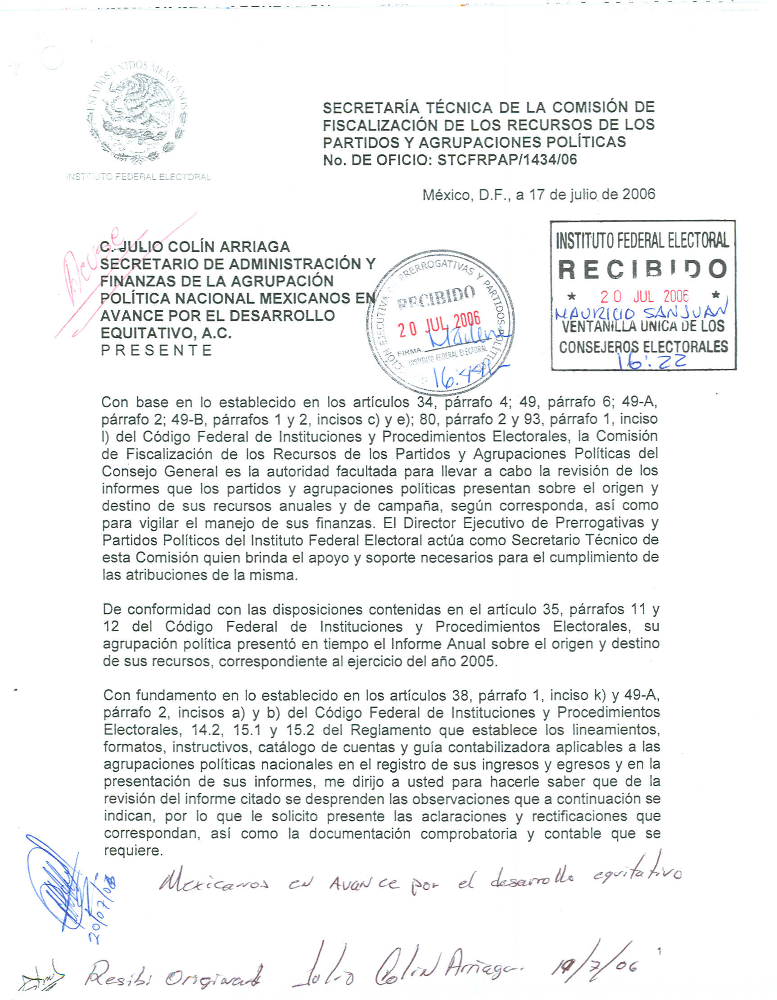 ESTADOS UNIDOS MEXICANOS
INSTITUTO FEDERAL ELECTORAL
SECRETARÍA TÉCNICA DE LA COMISIÓN DE
FISCALIZACIÓN DE LOS RECURSOS DE LOS
PARTIDOS Y AGRUPACIONES POLÍTICAS
No. DE OFICIO: STCFRPAP/1434/06
México, D.F., a 17 de julio de 2006
Acuse
C. JULIO COLÍN ARRIAGA
SECRETARIO DE ADMINISTRACIÓN Y
FINANZAS DE LA AGRUPACIÓN
POLÍTICA NACIONAL MEXICANOS EN
AVANCE POR EL DESARROLLO
EQUITATIVO, A.C.
P R E S E N T E
PRERROGATIVAS Y PARTIDOS POLÍTICOS
RECIBIDO
20 JUL 2006
FIRMA
INSTITUTO FEDERAL ELECTORAL
INSTITUTO FEDERAL ELECTORAL
RECIBIDO
* 20 JUL 2006 *
MAURICIO SANJUAN
VENTANILLA UNICA DE LOS
CONSEJEROS ELECTORALES
16:22
Con base en lo establecido en los artículos 34, párrafo 4; 49, párrafo 6; 49-A,
párrafo 2; 49-B, párrafos 1 y 2, incisos c) y e); 80, párrafo 2 y 93, párrafo 1, inciso
l) del Código Federal de Instituciones y Procedimientos Electorales, la Comisión
de Fiscalización de los Recursos de los Partidos y Agrupaciones Políticas del
Consejo General es la autoridad facultada para llevar a cabo la revisión de los
informes que los partidos y agrupaciones políticas presentan sobre el origen y
destino de sus recursos anuales y de campaña, según corresponda, así como
para vigilar el manejo de sus finanzas. El Director Ejecutivo de Prerrogativas y
Partidos Políticos del Instituto Federal Electoral actúa como Secretario Técnico de
esta Comisión quien brinda el apoyo y soporte necesarios para el cumplimiento de
las atribuciones de la misma.
De conformidad con las disposiciones contenidas en el artículo 35, párrafos 11 y
12 del Código Federal de Instituciones y Procedimientos Electorales, su
agrupación política presentó en tiempo el Informe Anual sobre el origen y destino
de sus recursos, correspondiente al ejercicio del año 2005.
Con fundamento en lo establecido en los artículos 38, párrafo 1, inciso k) y 49-A,
párrafo 2, incisos a) y b) del Código Federal de Instituciones y Procedimientos
Electorales, 14.2, 15.1 y 15.2 del Reglamento que establece los lineamientos,
formatos, instructivos, catálogo de cuentas y guía contabilizadora aplicables a las
agrupaciones políticas nacionales en el registro de sus ingresos y egresos y en la
presentación de sus informes, me dirijo a usted para hacerle saber que de la
revisión del informe citado se desprenden las observaciones que a continuación se
indican, por lo que le solicito presente las aclaraciones y rectificaciones que
correspondan, así como la documentación comprobatoria y contable que se
requiere.
Mexicanos en Avance por el desarrollo equitativo
20/07/06
1
Resibi Original Julio Colin Arriaga 19/7/06